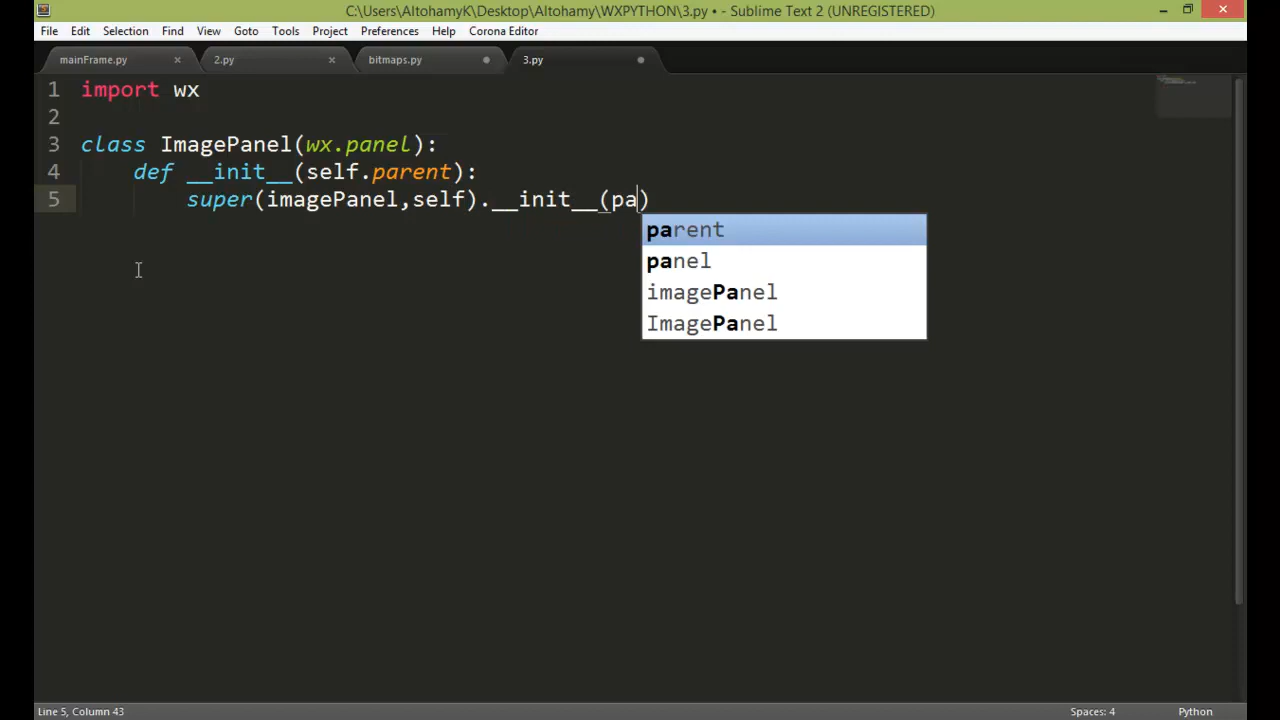 C:\Users\AltohamyK\Desktop\Altohamy\WXPYTHON\3.py • - Sublime Text 2 (UNREGISTERED)
File Edit Selection Find View Goto Tools Project Preferences Help Corona Editor
mainFrame.py 2.py bitmaps.py 3.py
1 import wx
2
3 class ImagePanel(wx.panel):
4 def __init__(self.parent):
5 super(imagePanel,self).__init__(pa)
parent
panel
imagePanel
ImagePanel
Line 5, Column 43 Spaces: 4 Python